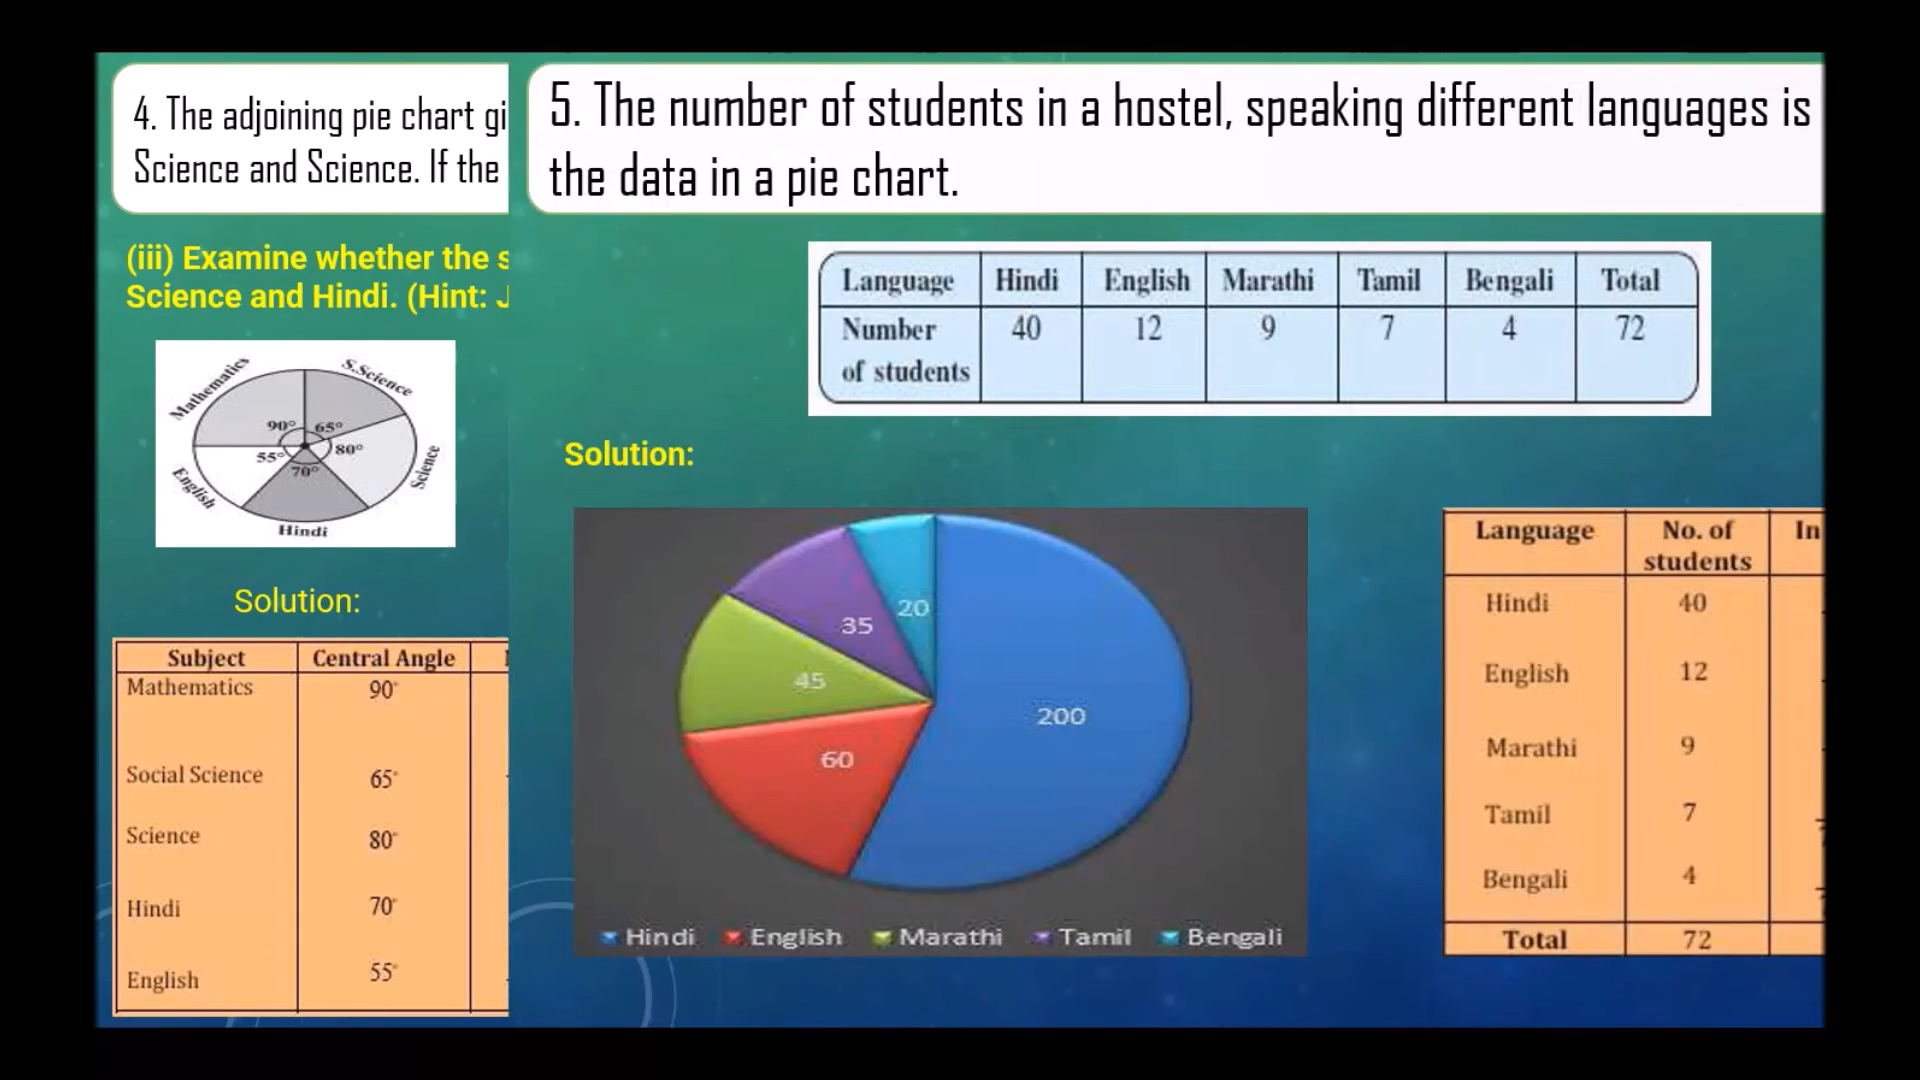 4. The adjoining pie chart gi
Science and Science. If the
(iii) Examine whether the s
Science and Hindi. (Hint: J
Mathematics
S.Science
90° 65°
55° 80°
70°
English
Science
Hindi
Solution:
Subject Central Angle
Mathematics 90°
Social Science 65°
Science 80°
Hindi 70°
English 55°
5. The number of students in a hostel, speaking different languages is
the data in a pie chart.
Language Hindi English Marathi Tamil Bengali Total
Number 40 12 9 7 4 72
of students
Solution:
20
35
45
200
60
Hindi English Marathi Tamil Bengali
Language No. of In
students
Hindi 40
English 12
Marathi 9
Tamil 7
Bengali 4
Total 72